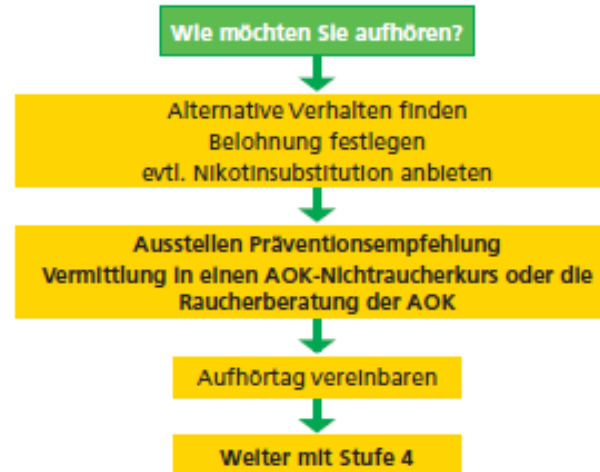 Wie möchten Sie aufhören?
Alternative Verhalten finden
Belohnung festlegen
evtl. Nikotinsubstitution anbieten
Ausstellen Präventionsempfehlung
Vermittlung in einen AOK-Nichtraucherkurs oder die
Raucherberatung der AOK
Aufhörtag vereinbaren
Weiter mit Stufe 4